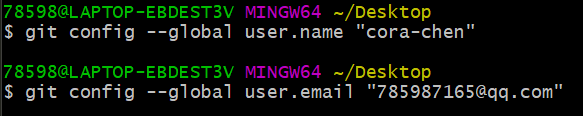 78598@LAPTOP-EBDEST3V MINGW64 ~/Desktop
$ git config --global user.name "cora-chen"
78598@LAPTOP-EBDEST3V MINGW64 ~/Desktop
$ git config --global user.email "785987165@qq.com"